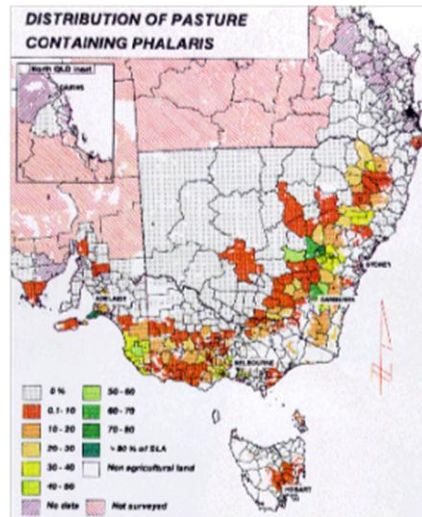 DISTRIBUTION OF PASTURE
CONTAINING PHALARIS
North QLD inset
CAIRNS
SYDNEY
CANBERRA
ADELAIDE
MELBOURNE
HOBART
0 %
0.1-10
10 - 20
20 - 30
30 - 40
40 - 50
No data
50 - 60
60 - 70
70 - 80
> 80 % of SLA
Non agricultural land
Not surveyed